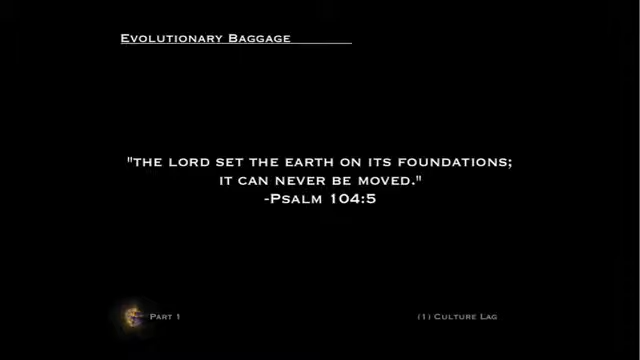 Evolutionary Baggage
"The Lord set the earth on its foundations;
it can never be moved."
-Psalm 104:5
Part 1
(1) Culture Lag